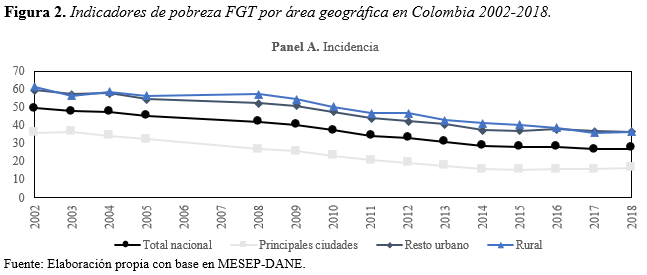 Figura 2. Indicadores de pobreza FGT por área geográfica en Colombia 2002-2018.
Panel A. Incidencia
70
60
50
40
30
20
10
0
2002 2003 2004 2005 2006 2007 2008 2009 2010 2011 2012 2013 2014 2015 2016 2017 2018
Total nacional Principales ciudades Resto urbano Rural
Fuente: Elaboración propia con base en MESEP-DANE.